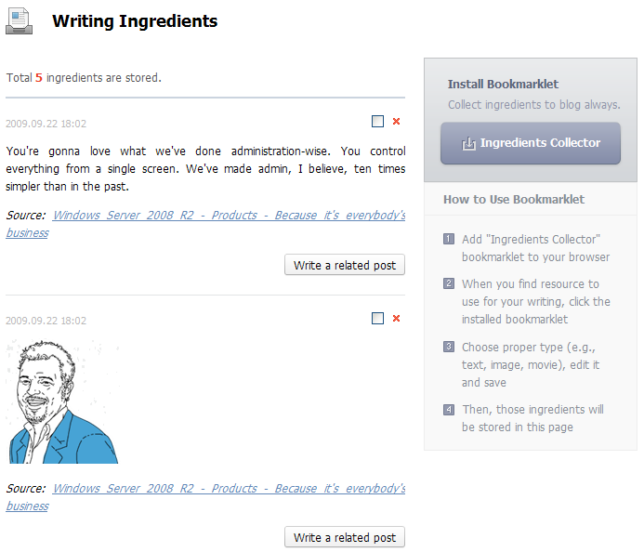 Writing Ingredients
Total 5 ingredients are stored.
2009.09.22 18:02
You're gonna love what we've done administration-wise. You control
everything from a single screen. We've made admin, I believe, ten times
simpler than in the past.
Source: Windows Server 2008 R2 - Products - Because it's everybody's
business
Write a related post
2009.09.22 18:02
Source: Windows Server 2008 R2 - Products - Because it's everybody's
business
Write a related post
Install Bookmarklet
Collect ingredients to blog always.
Ingredients Collector
How to Use Bookmarklet
1 Add "Ingredients Collector"
bookmarklet to your browser
2 When you find resource to
use for your writing, click the
installed bookmarklet
3 Choose proper type (e.g.,
text, image, movie), edit it
and save
4 Then, those ingredients will
be stored in this page